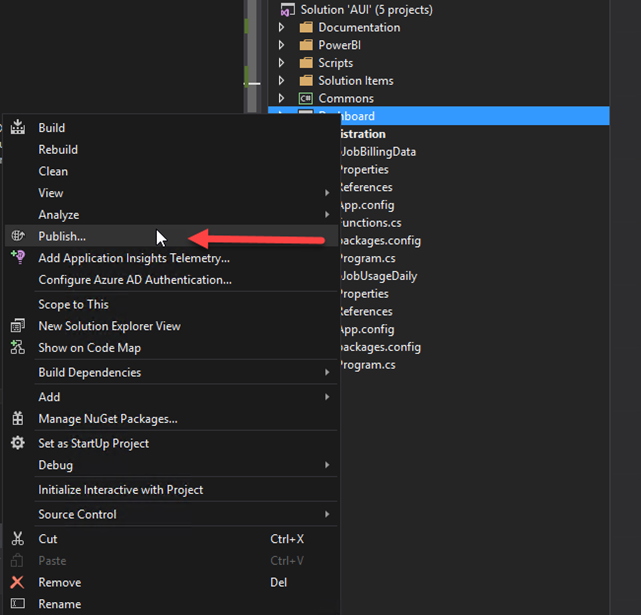 Solution 'AUI' (5 projects)
Documentation
PowerBI
Scripts
Solution Items
C# Commons
board
istration
JobBillingData
Properties
References
App.config
Functions.cs
packages.config
Program.cs
JobUsageDaily
Properties
References
App.config
packages.config
Program.cs
Build
Rebuild
Clean
View
Analyze
Publish...
Add Application Insights Telemetry...
Configure Azure AD Authentication...
Scope to This
New Solution Explorer View
Show on Code Map
Build Dependencies
Add
Manage NuGet Packages...
Set as StartUp Project
Debug
Initialize Interactive with Project
Source Control
Cut Ctrl+X
Paste Ctrl+V
Remove Del
Rename